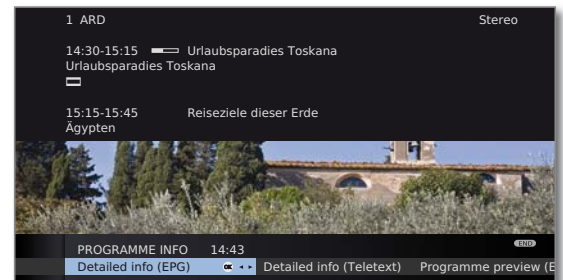 1 ARD Stereo
14:30-15:15 Urlaubsparadies Toskana
Urlaubsparadies Toskana
15:15-15:45 Reiseziele dieser Erde
Ägypten
END
PROGRAMME INFO 14:43
Detailed info (EPG) OK Detailed info (Teletext) Programme preview (E